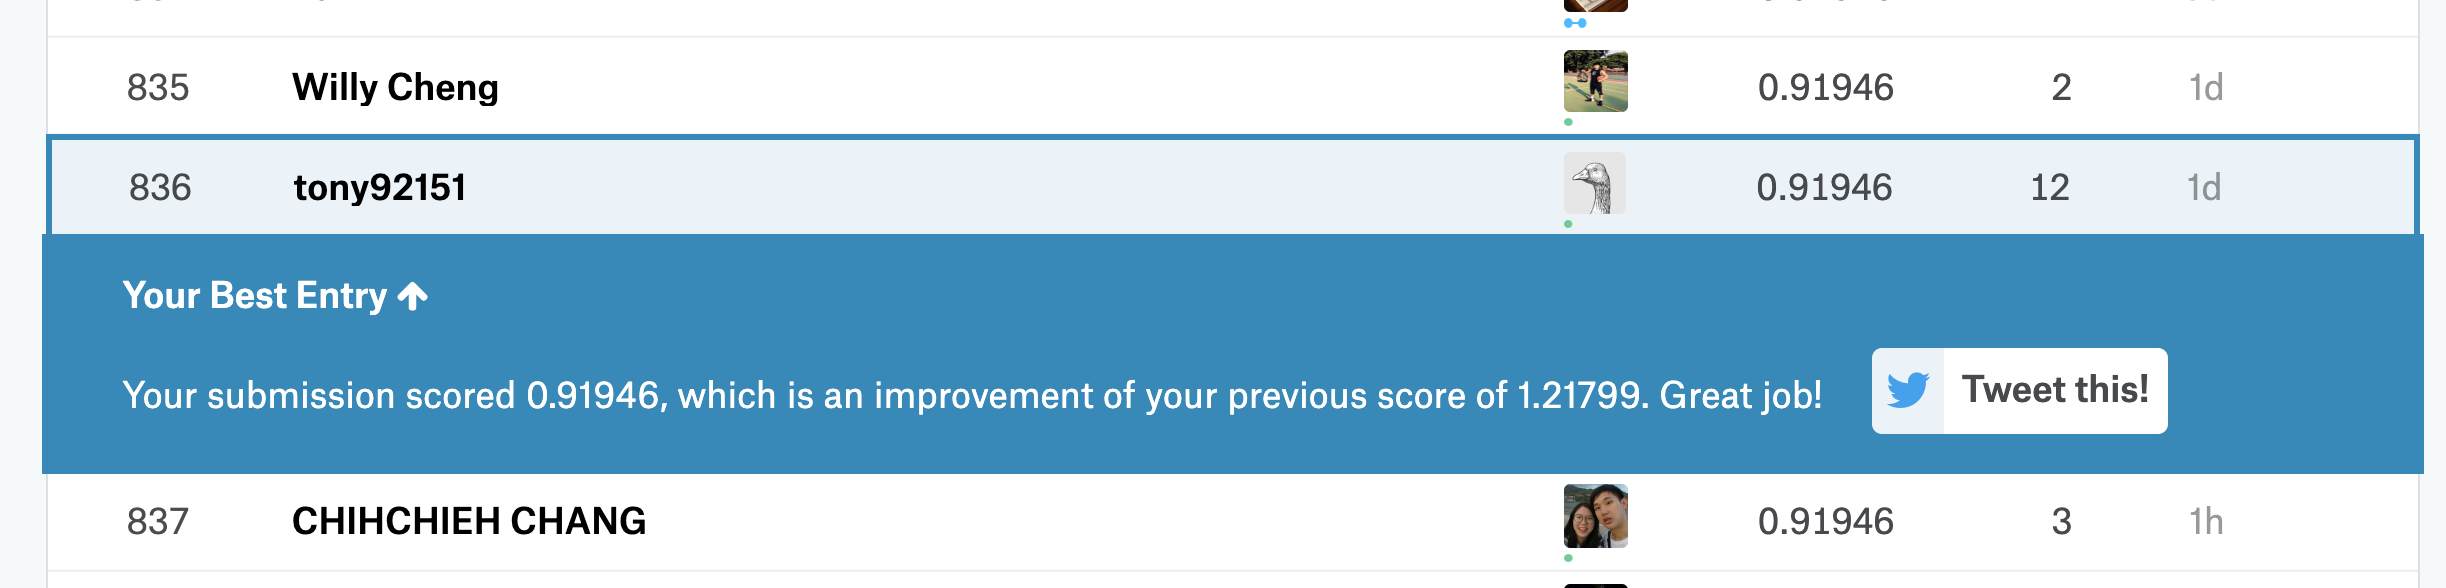 835 Willy Cheng 0.91946 2 1d
836 tony92151 0.91946 12 1d
Your Best Entry
Your submission scored 0.91946, which is an improvement of your previous score of 1.21799. Great job!
Tweet this!
837 CHIHCHIEH CHANG 0.91946 3 1h